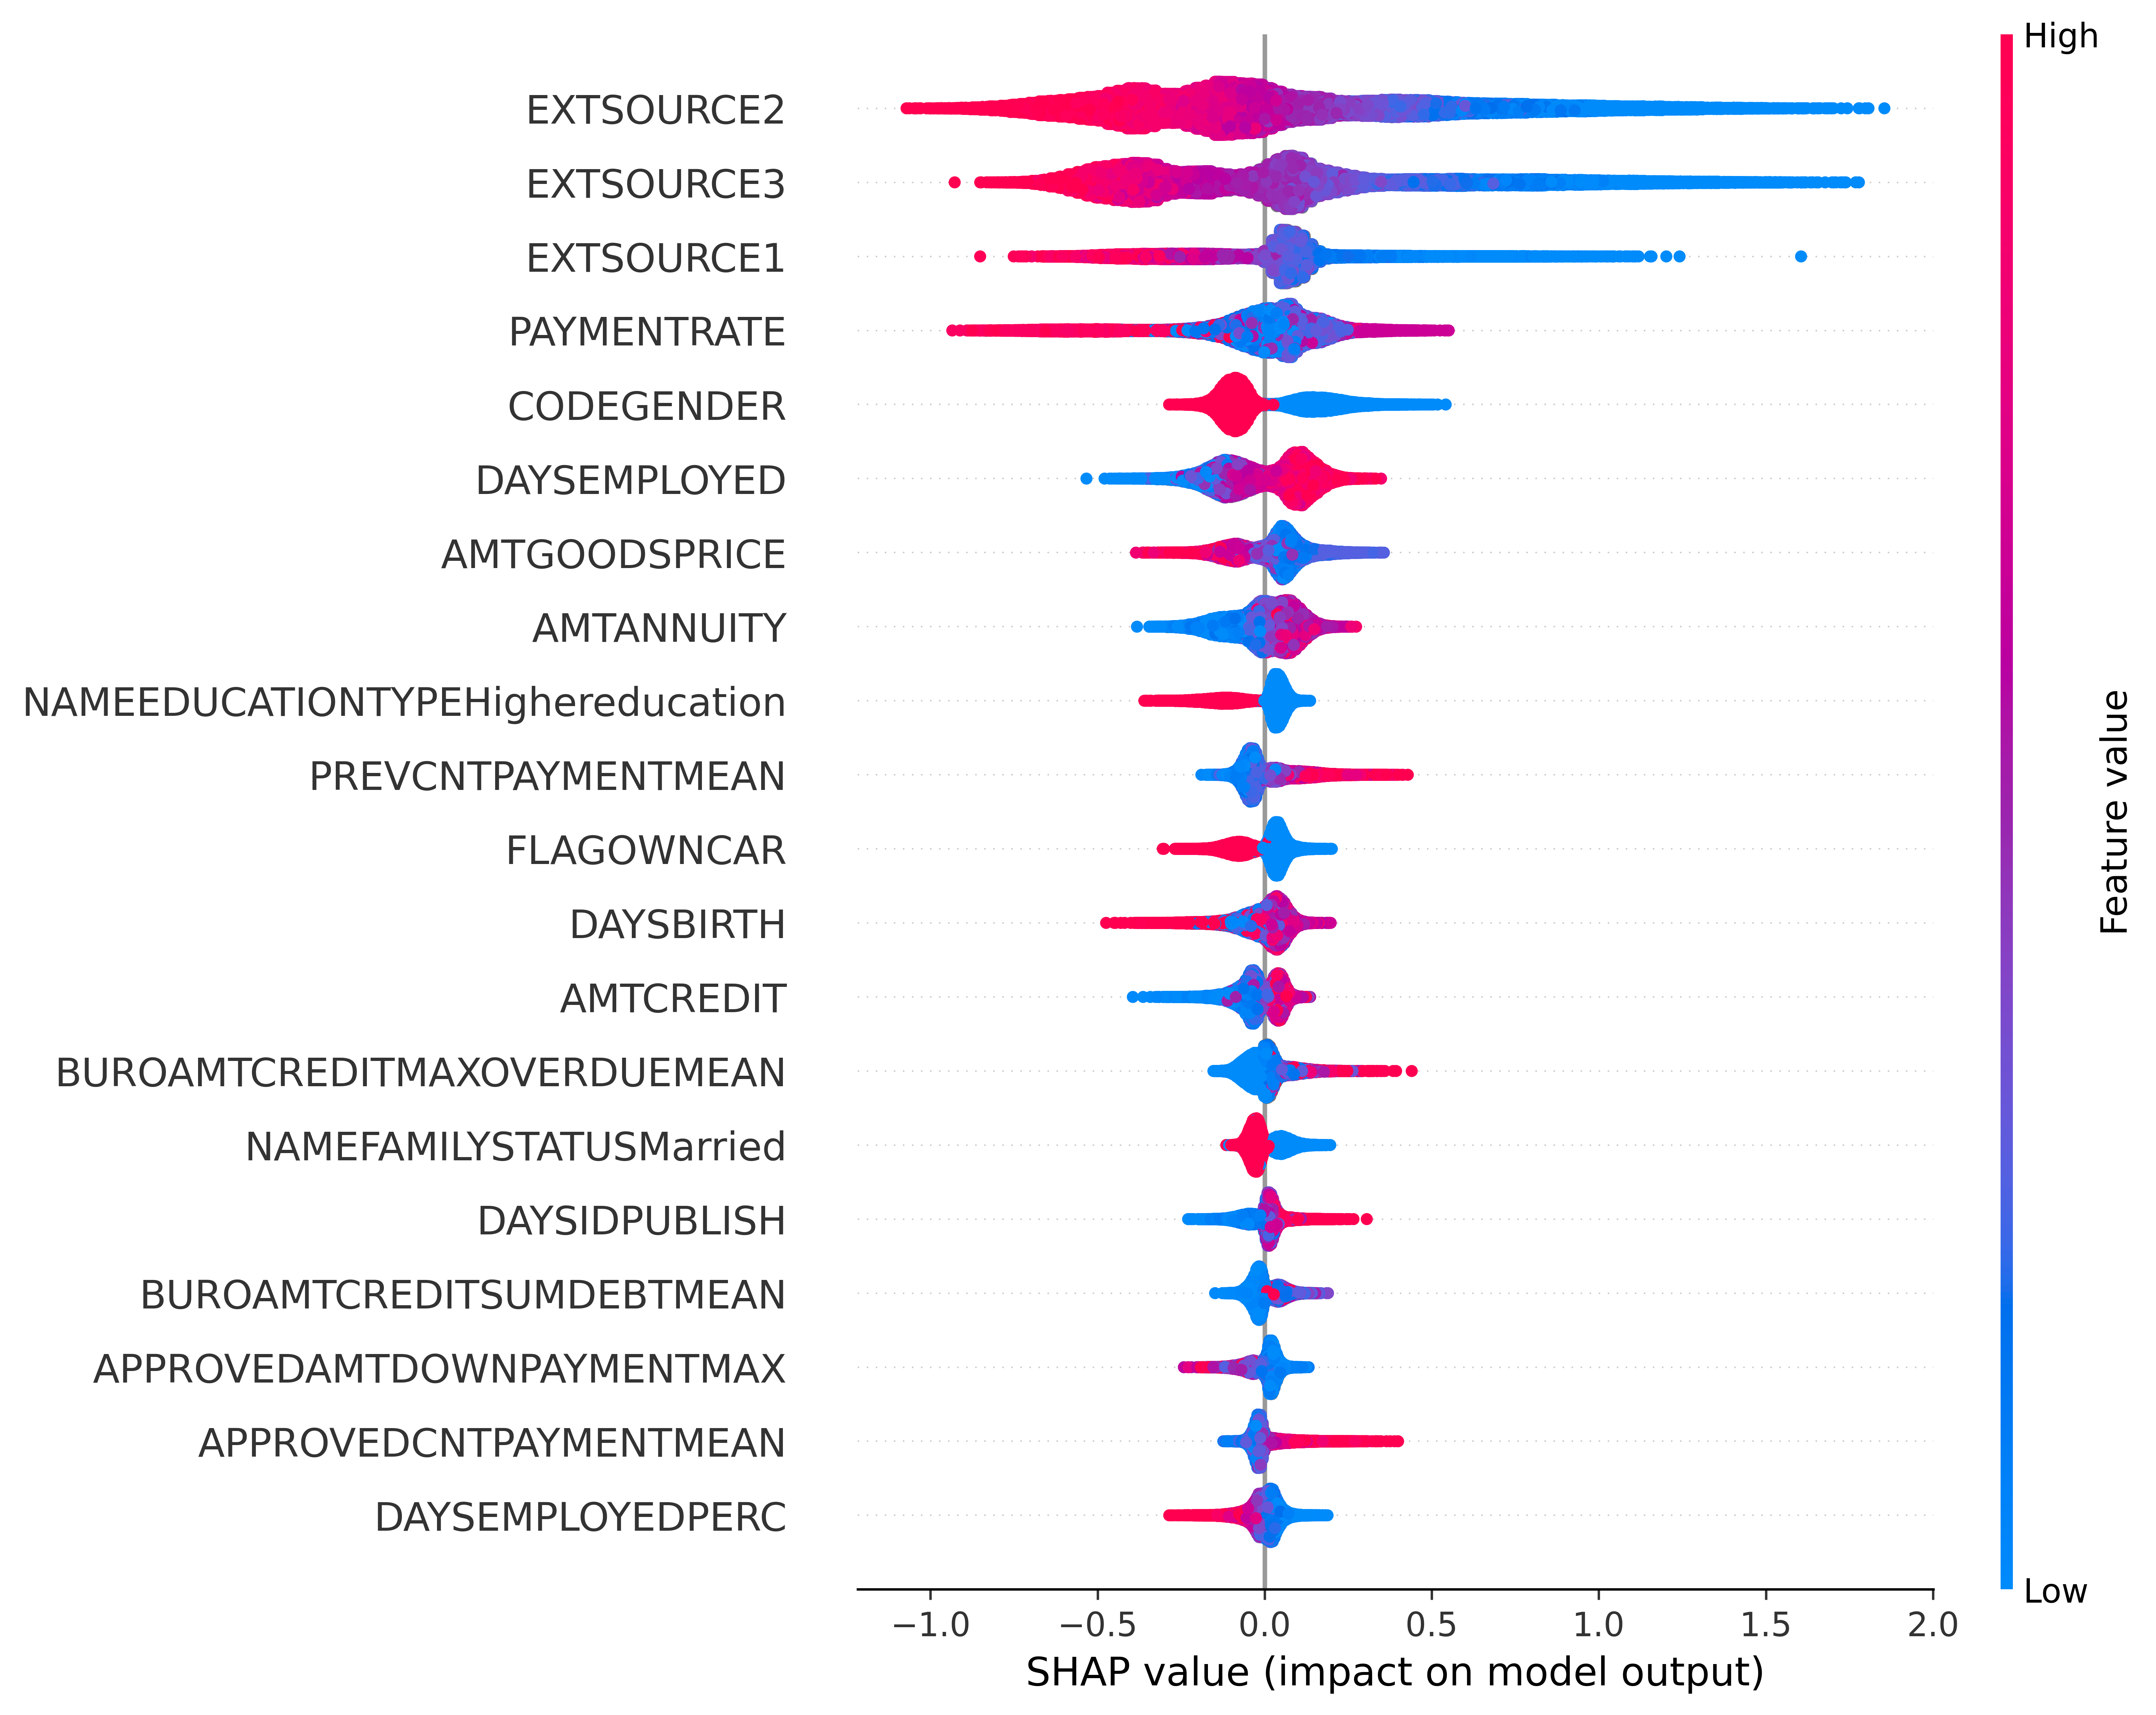 High
EXTSOURCE2
EXTSOURCE3
EXTSOURCE1
PAYMENTRATE
CODEGENDER
DAYSEMPLOYED
AMTGOODSPRICE
AMTANNUITY
NAMEEDUCATIONTYPEHighereducation
PREVCNTPAYMENTMEAN
FLAGOWNCAR
DAYSBIRTH
AMTCREDIT
BUROAMTCREDITMAXOVERDUEMEAN
NAMEFAMILYSTATUSMarried
DAYSIDPUBLISH
BUROAMTCREDITSUMDEBTMEAN
APPROVEDAMTDOWNPAYMENTMAX
APPROVEDCNTPAYMENTMEAN
DAYSEMPLOYEDPERC
Feature value
Low
−1.0 −0.5 0.0 0.5 1.0 1.5 2.0
SHAP value (impact on model output)